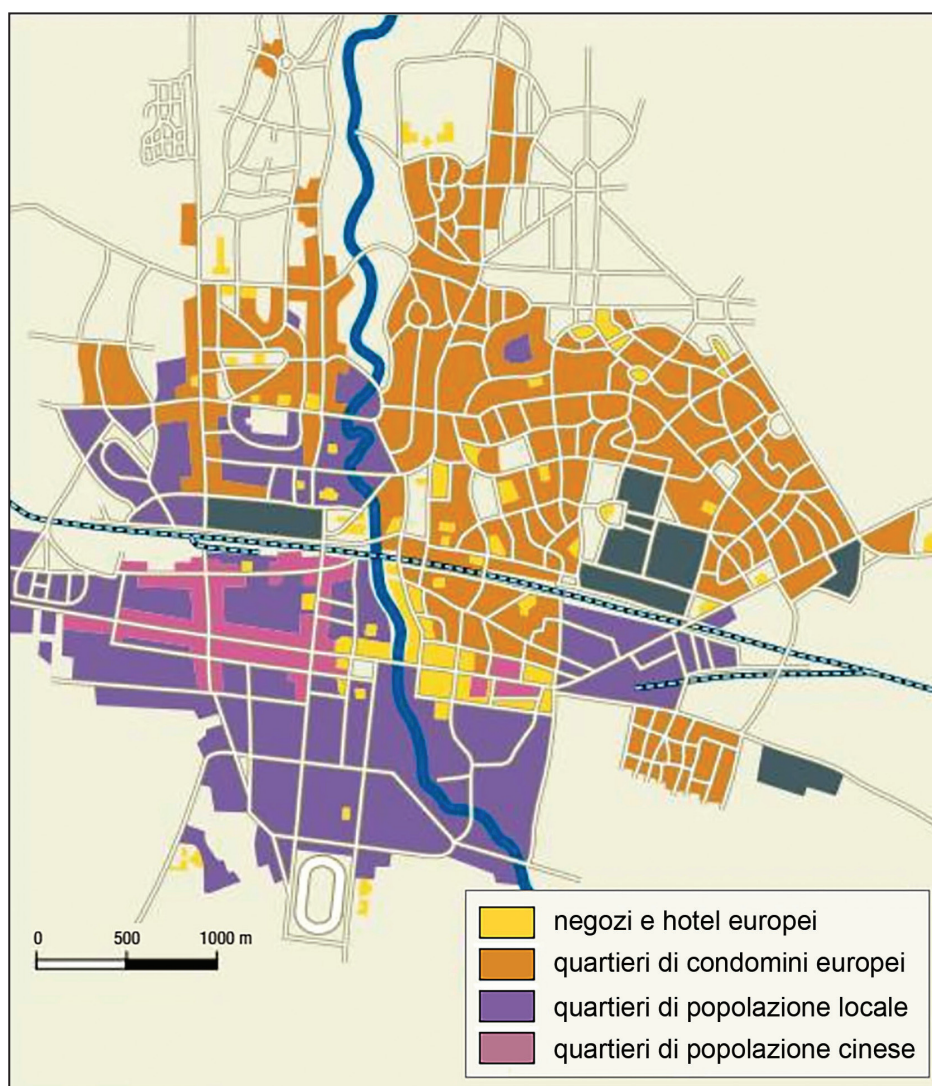 0 500 1000 m
negozi e hotel europei
quartieri di condomini europei
quartieri di popolazione locale
quartieri di popolazione cinese